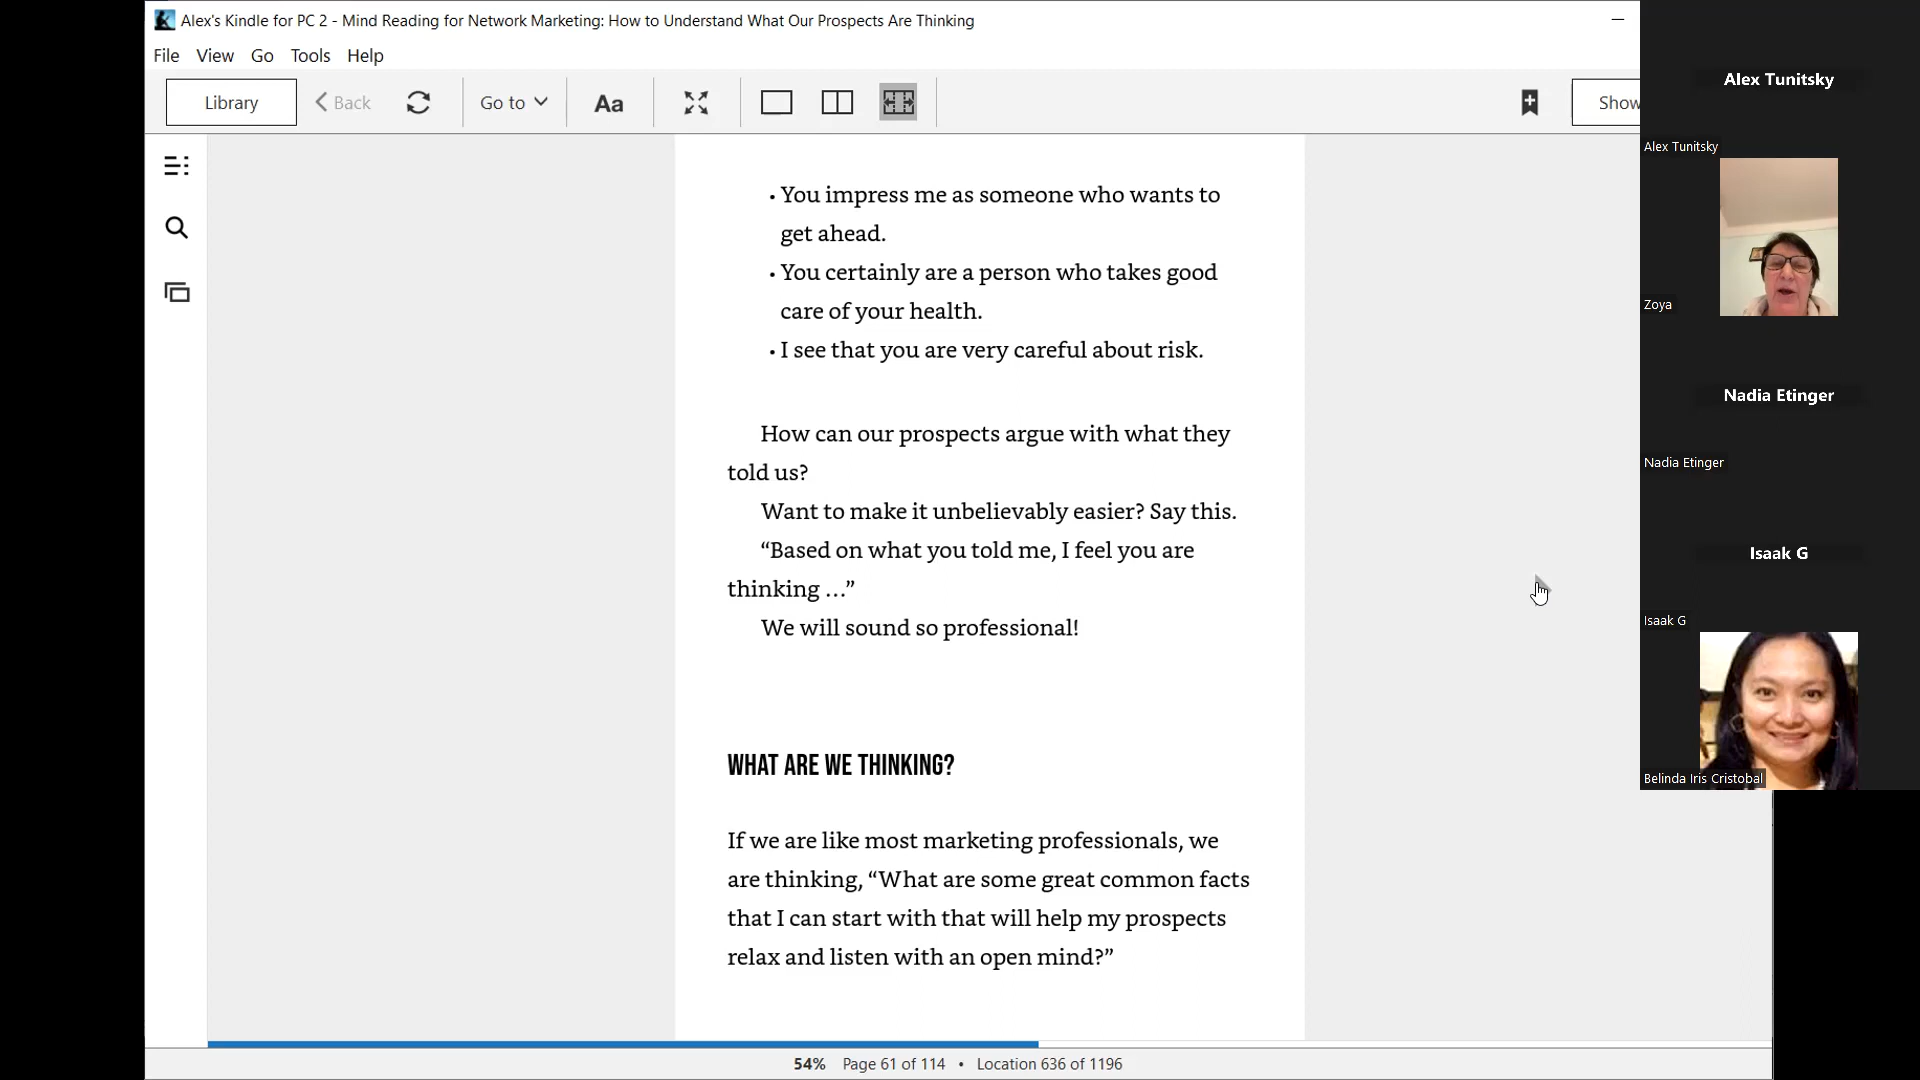 Alex's Kindle for PC 2 - Mind Reading for Network Marketing: How to Understand What Our Prospects Are Thinking
File View Go Tools Help
Library Back Go to Aa Show
• You impress me as someone who wants to
get ahead.
• You certainly are a person who takes good
care of your health.
• I see that you are very careful about risk.
How can our prospects argue with what they
told us?
Want to make it unbelievably easier? Say this.
“Based on what you told me, I feel you are
thinking …”
We will sound so professional!
WHAT ARE WE THINKING?
If we are like most marketing professionals, we
are thinking, “What are some great common facts
that I can start with that will help my prospects
relax and listen with an open mind?”
54% Page 61 of 114 • Location 636 of 1196
Alex Tunitsky
Alex Tunitsky
Zoya
Nadia Etinger
Nadia Etinger
Isaak G
Isaak G
Belinda Iris Cristobal